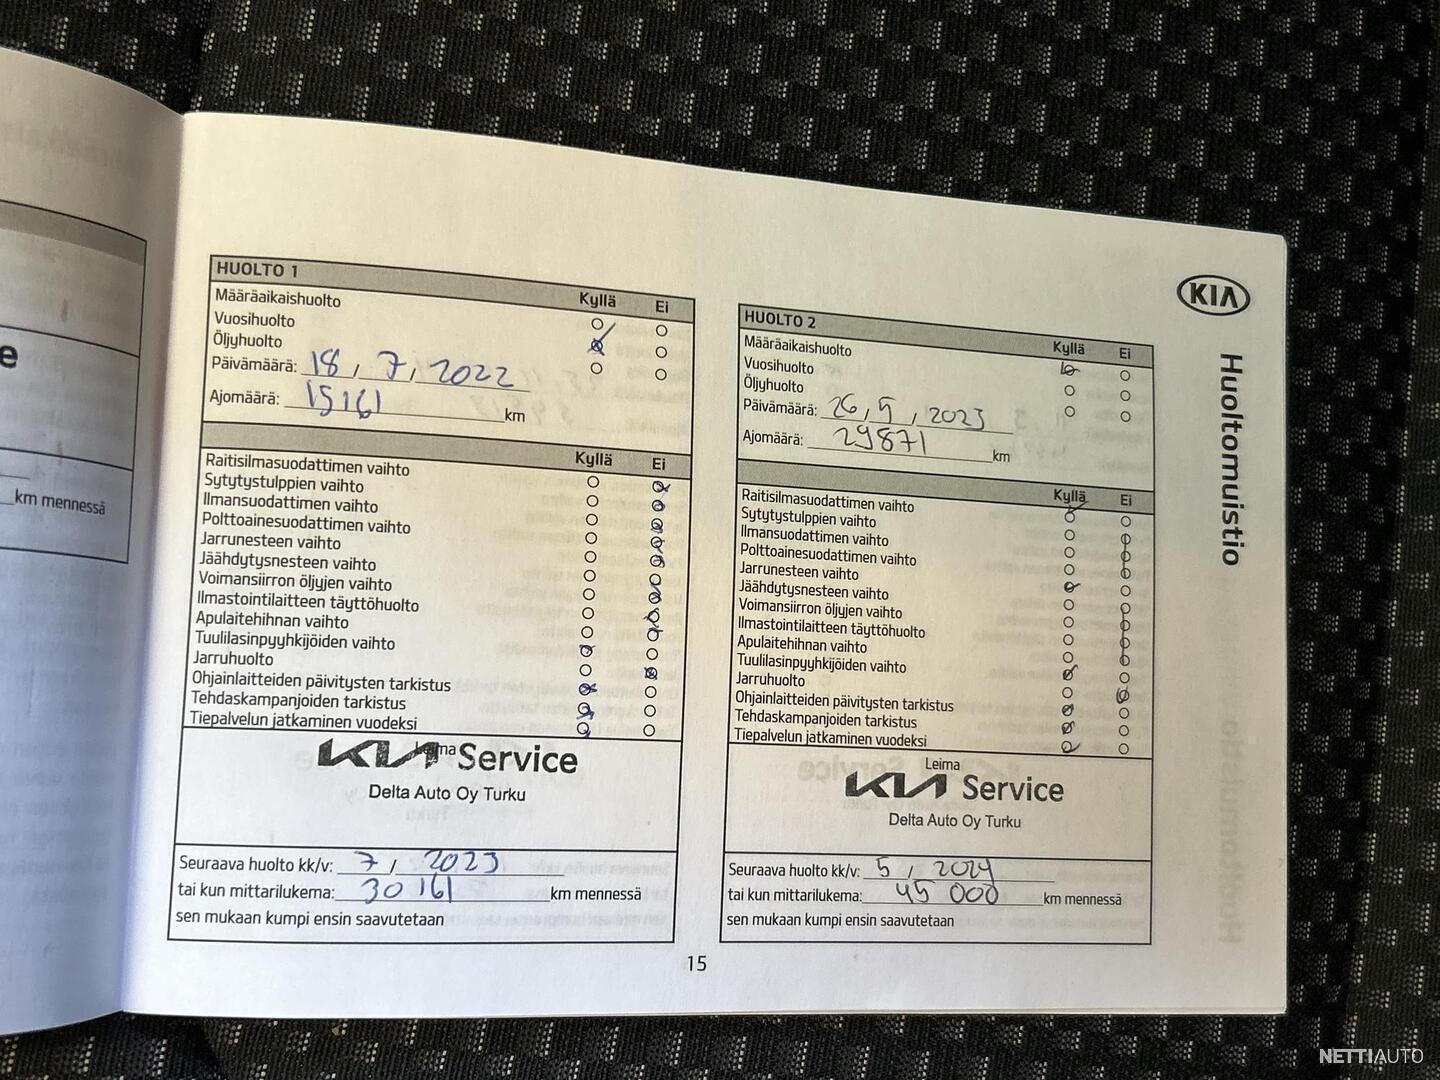 e
km mennessä
HUOLTO 1
Kyllä Ei
Määräaikaishuolto
Vuosihuolto
Öljyhuolto
Päivämäärä: 18, 7, 2022
Ajomäärä: 15161 km
Kyllä Ei
Raitisilmasuodattimen vaihto
Sytytystulppien vaihto
Ilmansuodattimen vaihto
Polttoainesuodattimen vaihto
Jarrunesteen vaihto
Jäähdytysnesteen vaihto
Voimansiirron öljyjen vaihto
Ilmastointilaitteen täyttöhuolto
Apulaitehihnan vaihto
Tuulilasinpyyhkijöiden vaihto
Jarruhuolto
Ohjainlaitteiden päivitysten tarkistus
Tehdaskampanjoiden tarkistus
Tiepalvelun jatkaminen vuodeksi
Leima
KIA Service
Delta Auto Oy Turku
Seuraava huolto kk/v: 7, 2023
tai kun mittarilukema: 30 161 km mennessä
sen mukaan kumpi ensin saavutetaan
HUOLTO 2
Kyllä Ei
Määräaikaishuolto
Vuosihuolto
Öljyhuolto
Päivämäärä: 26, 5, 2023
Ajomäärä: 29871 km
Kyllä Ei
Raitisilmasuodattimen vaihto
Sytytystulppien vaihto
Ilmansuodattimen vaihto
Polttoainesuodattimen vaihto
Jarrunesteen vaihto
Jäähdytysnesteen vaihto
Voimansiirron öljyjen vaihto
Ilmastointilaitteen täyttöhuolto
Apulaitehihnan vaihto
Tuulilasinpyyhkijöiden vaihto
Jarruhuolto
Ohjainlaitteiden päivitysten tarkistus
Tehdaskampanjoiden tarkistus
Tiepalvelun jatkaminen vuodeksi
Leima
KIA Service
Delta Auto Oy Turku
Seuraava huolto kk/v: 5, 2024
tai kun mittarilukema: 45 000 km mennessä
sen mukaan kumpi ensin saavutetaan
KIA
Huoltomuistio
15
NETTIAUTO